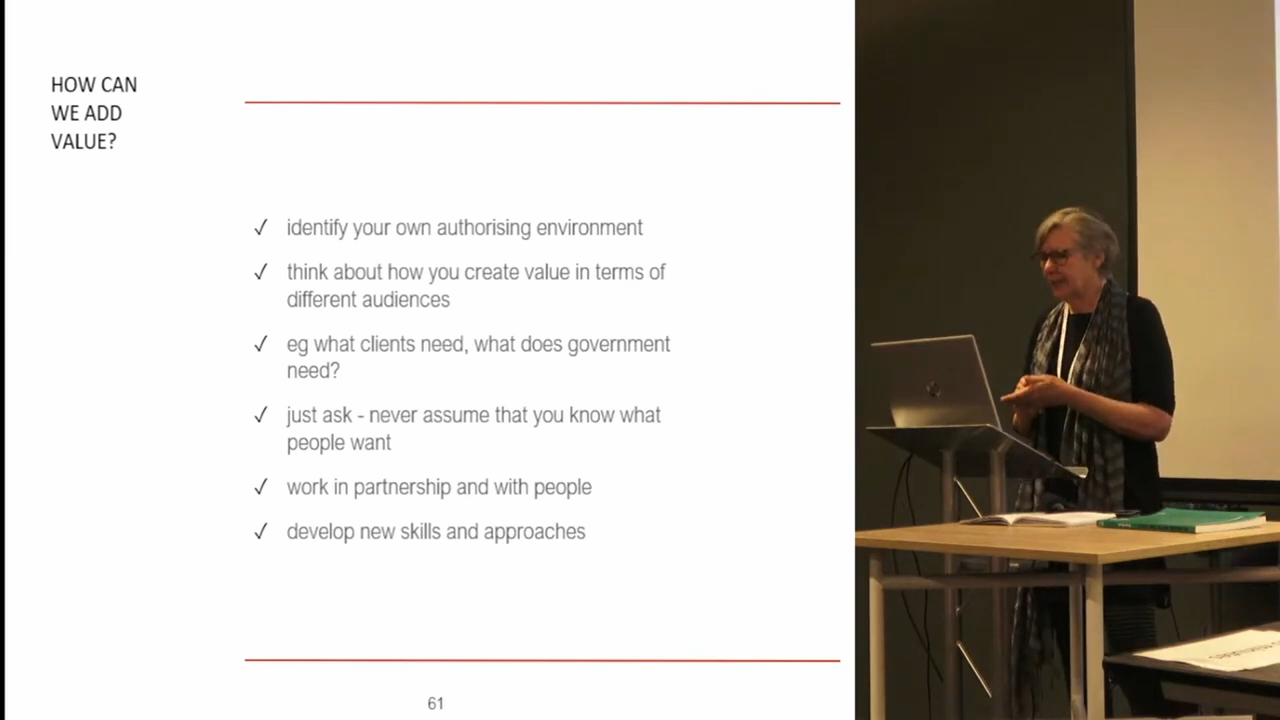 HOW CAN
WE ADD
VALUE?
✓ identify your own authorising environment
✓ think about how you create value in terms of
different audiences
✓ eg what clients need, what does government
need?
✓ just ask - never assume that you know what
people want
✓ work in partnership and with people
✓ develop new skills and approaches
61